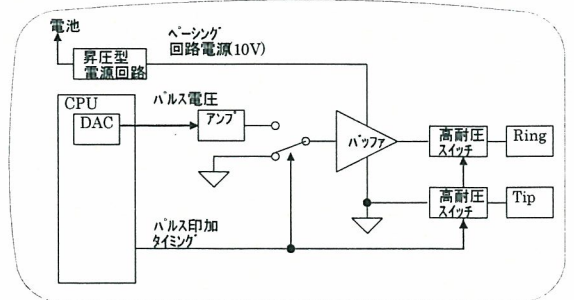 電池
昇圧型
電源回路
ペーシング
回路電源(10V)
CPU
DAC
パルス電圧
アンプ
バッファ
高耐圧
スイッチ
Ring
高耐圧
スイッチ
Tip
パルス印加
タイミング